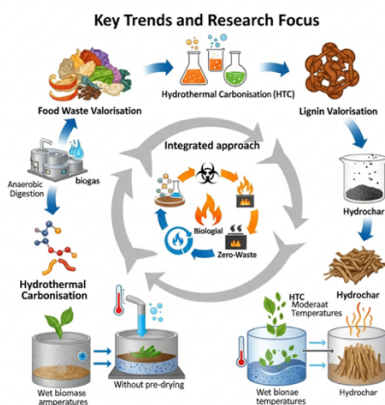 Key Trends and Research Focus
Food Waste Valorisation
Hydrothermal Carbonisation (HTC)
Lignin Valorisation
Integrated approach
Anaerobic
Digestion
biogas
Biologial
Zero-Waste
Hydrochar
Hydrothermal
Carbonisation
HTC
Moderaat
Temperatures
Hydrochar
Wet biomass
amperatures
Without pre-drying
Wet bionae
temperatures
Hydrochar